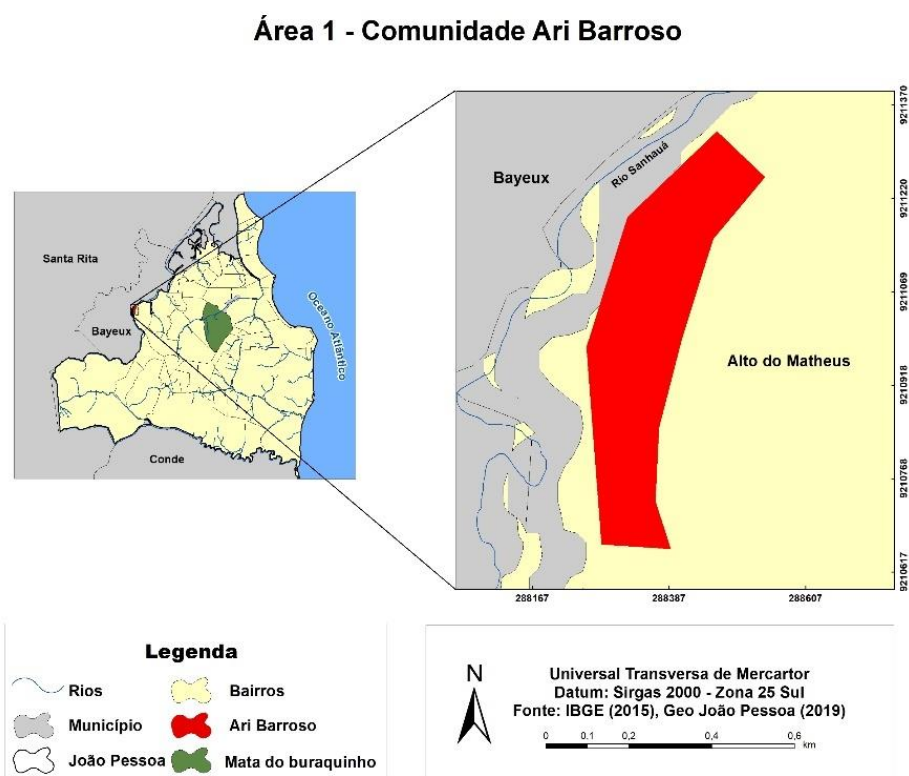 Área 1 - Comunidade Ari Barroso
Santa Rita
Bayeux
Conde
Oceano Atlântico
Bayeux
Rio Sanhauá
Alto do Matheus
9211370
9211220
9211069
9210918
9210768
9210617
288167
288387
288607
Legenda
Rios
Bairros
Município
Ari Barroso
João Pessoa
Mata do buraquinho
N
Universal Transversa de Mercartor
Datum: Sirgas 2000 - Zona 25 Sul
Fonte: IBGE (2015), Geo João Pessoa (2019)
0 0,1 0,2 0,4 0,6
km